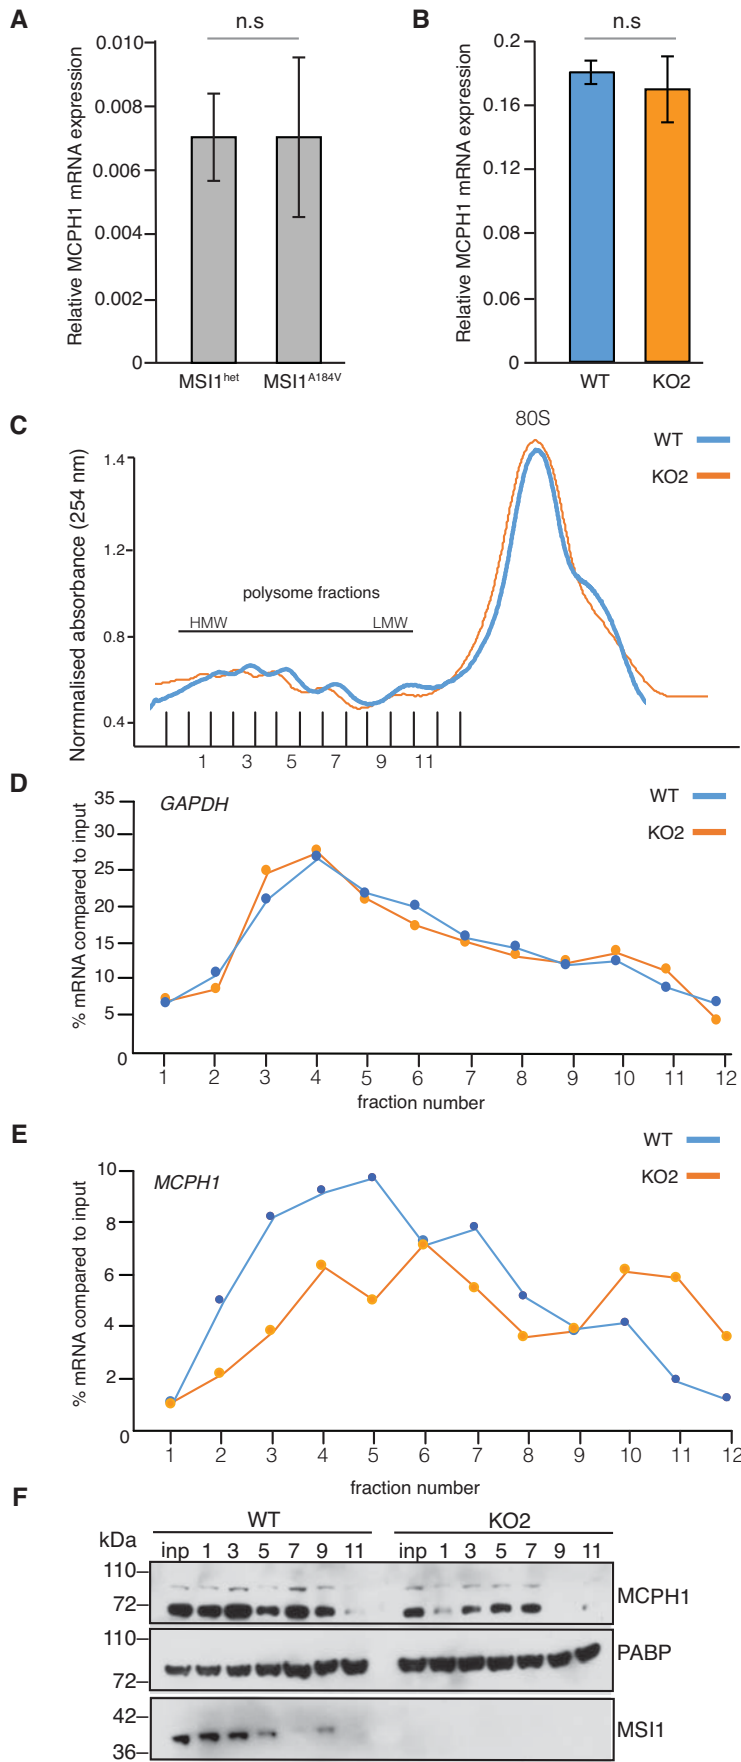 A
n.s
Relative MCPH1 mRNA expression
0.010
0.008
0.006
0.004
0.002
0
MSI1het
MSI1A184V
B
n.s
Relative MCPH1 mRNA expression
0.2
0.16
0.12
0.08
0.06
0
WT
KO2
C
80S
WT
KO2
Normnalised absorbance (254 nm)
1.4
1.2
0.8
0.4
polysome fractions
HMW LMW
1 3 5 7 9 11
D
GAPDH
WT
KO2
% mRNA compared to input
35
30
25
20
15
10
5
0
1 2 3 4 5 6 7 8 9 10 11 12
fraction number
E
MCPH1
WT
KO2
% mRNA compared to input
10
8
6
4
2
0
1 2 3 4 5 6 7 8 9 10 11 12
fraction number
F
WT KO2
kDa inp 1 3 5 7 9 11 inp 1 3 5 7 9 11
110
72
MCPH1
110
72
PABP
42
36
MSI1